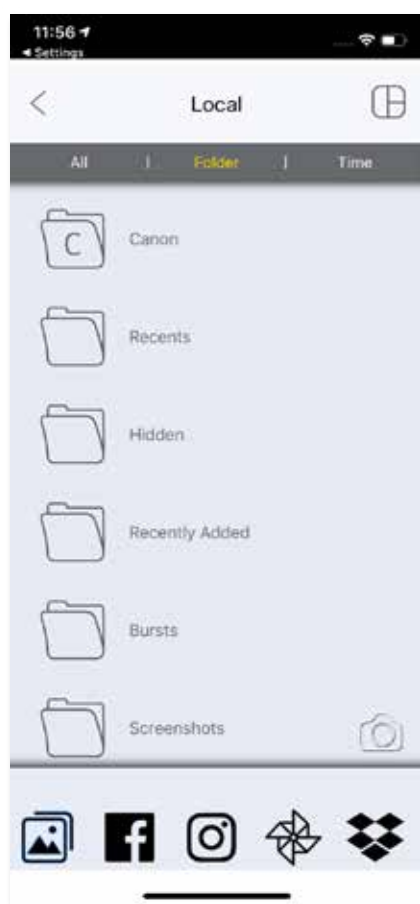 11:56
◀ Settings
Local
All | Folder | Time
C Canon
Recents
Hidden
Recently Added
Bursts
Screenshots